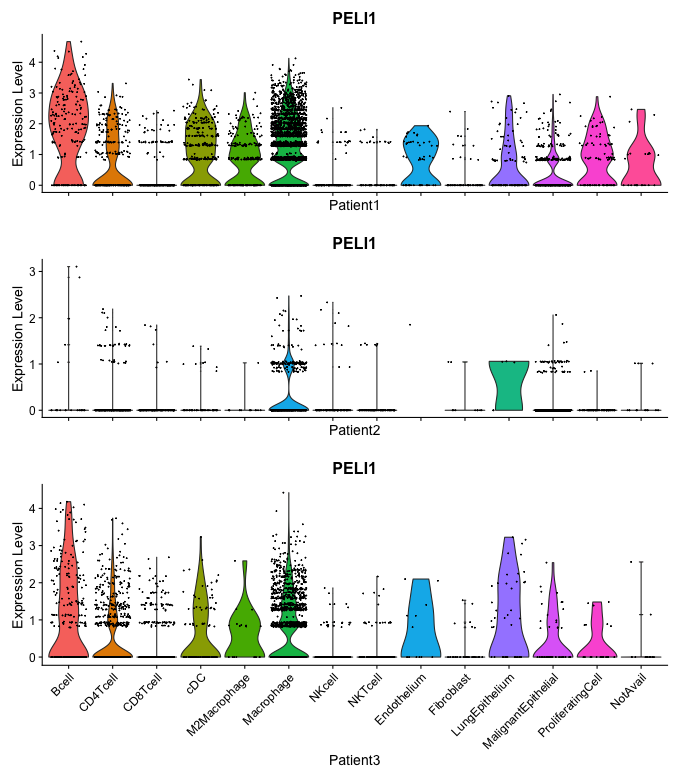 PELI1
Expression Level
4
3
2
1
0
Patient1
PELI1
Expression Level
3
2
1
0
Patient2
PELI1
Expression Level
4
3
2
1
0
Bcell
CD4Tcell
CD8Tcell
cDC
M2Macrophage
Macrophage
NKcell
NKTcell
Endothelium
Fibroblast
LungEpithelium
MalignantEpithelial
ProliferatingCell
NotAvail
Patient3